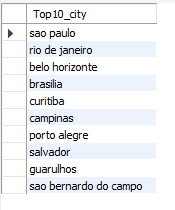 Top10_city
sao paulo
rio de janeiro
belo horizonte
brasilia
curitiba
campinas
porto alegre
salvador
guarulhos
sao bernardo do campo